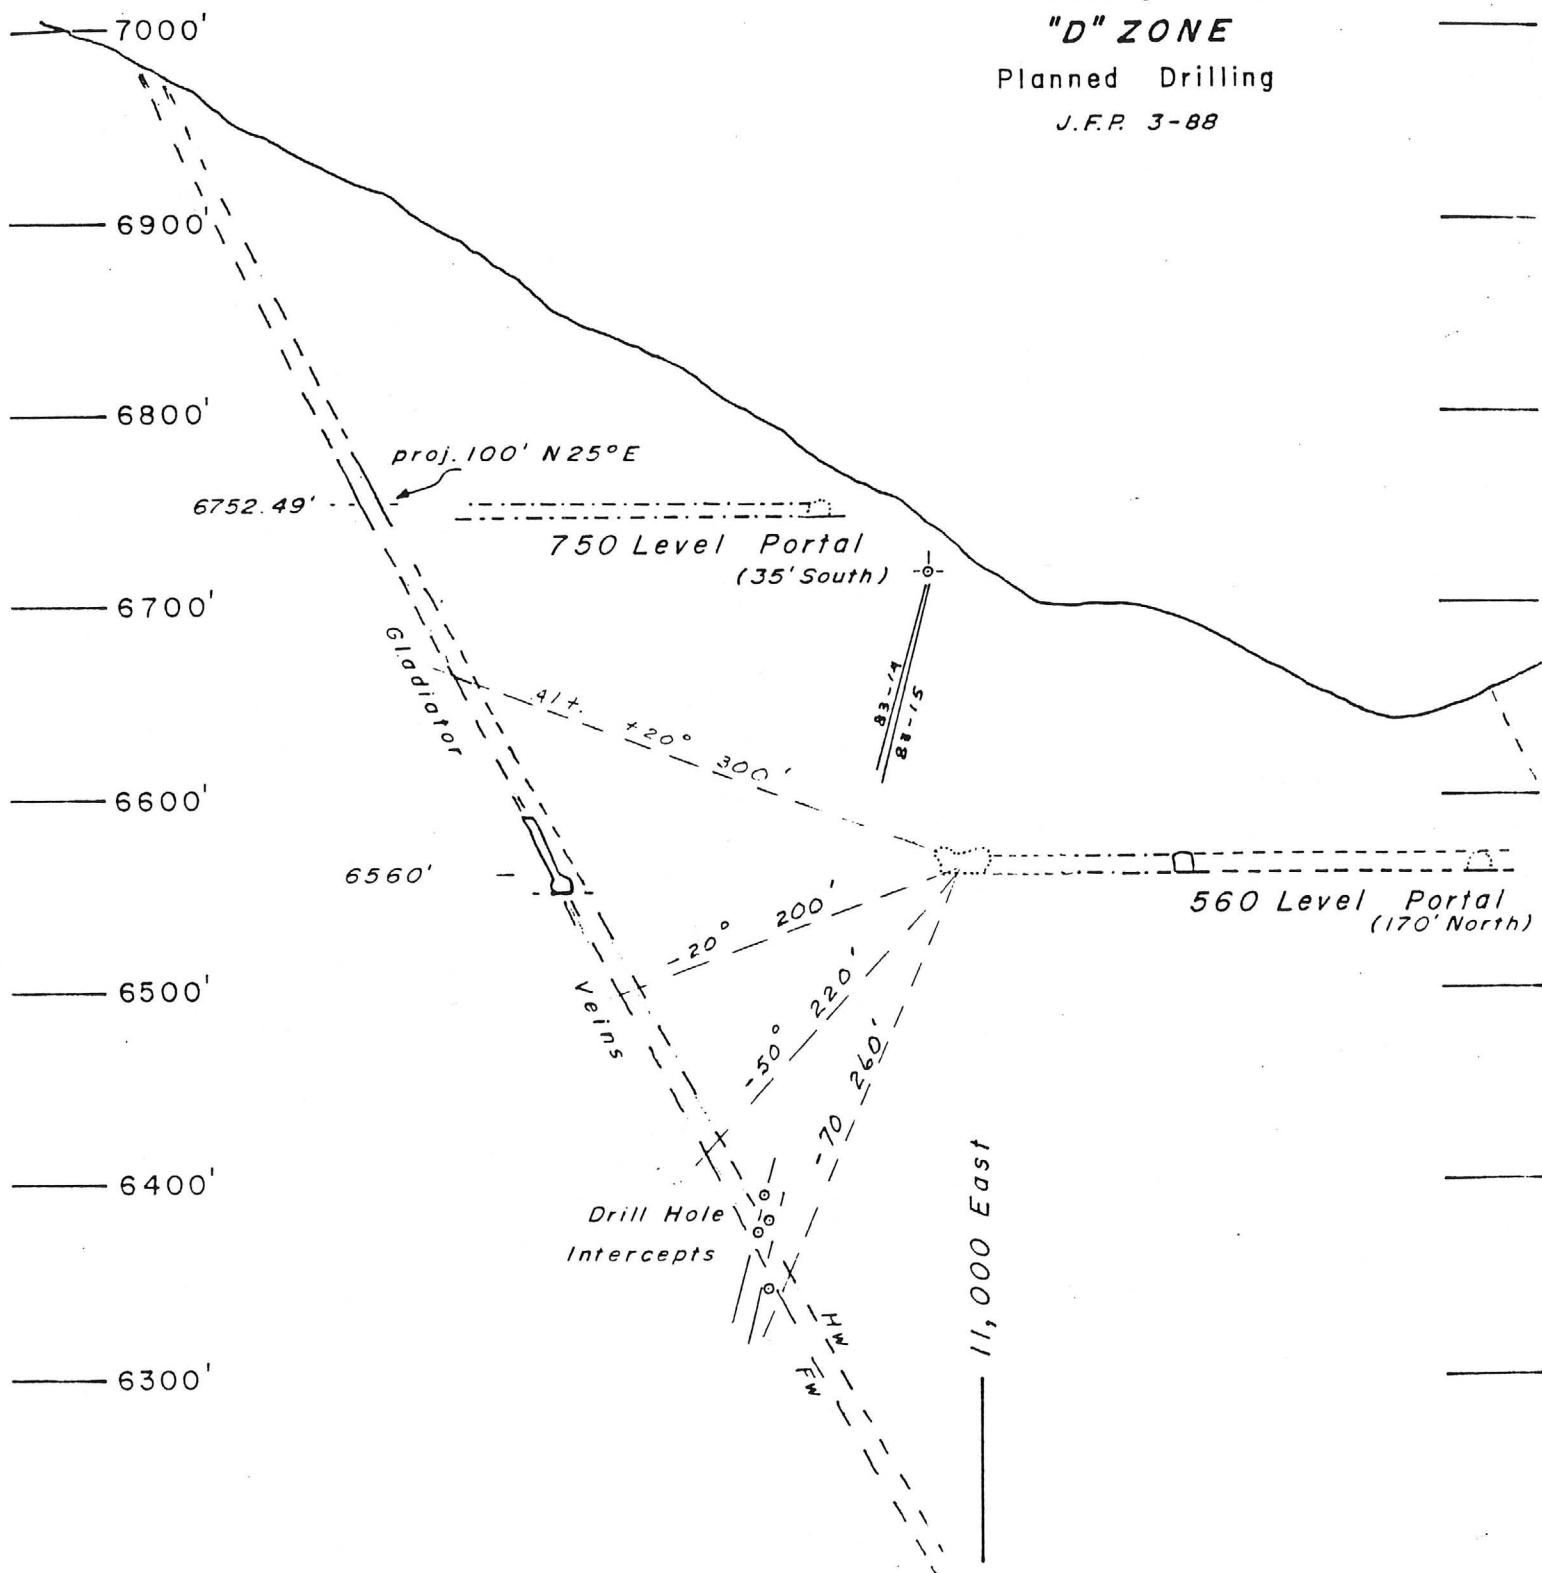 "D" ZONE
Planned Drilling
J.F.P. 3-88
7000'
6900'
6800'
proj. 100' N25°E
6752.49'
750 Level Portal
(35' South)
6700'
Gladiator
Alt. +20° 300'
83-14
83-15
6600'
6560'
560 Level Portal
(170' North)
-20° 200'
6500'
Veins
-50° 220'
-70 260'
6400'
Drill Hole
Intercepts
11,000 East
HW
FW
6300'